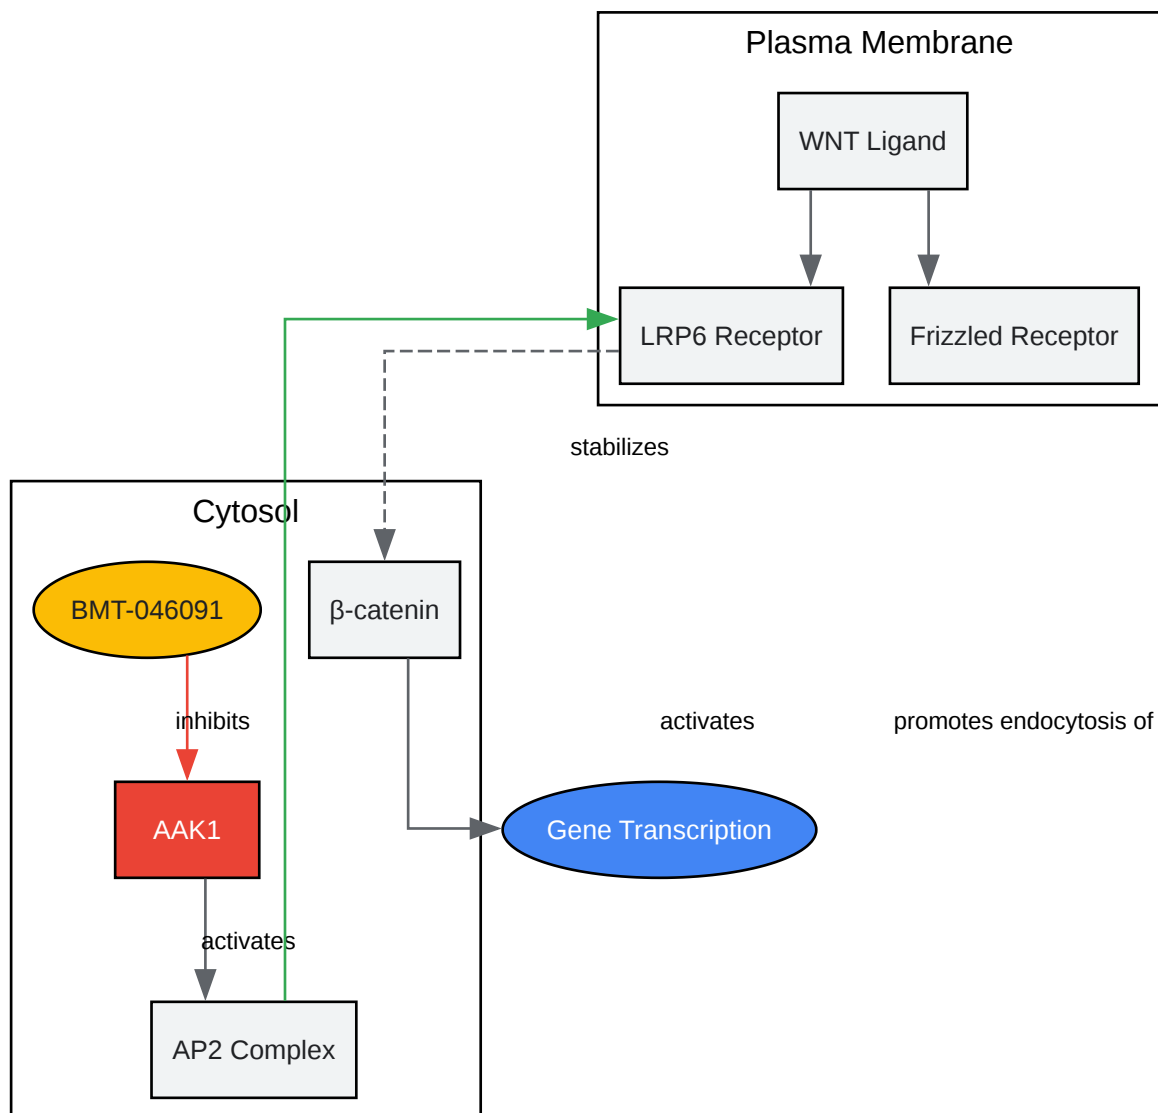 Plasma Membrane
WNT Ligand
LRP6 Receptor
Frizzled Receptor
stabilizes
Cytosol
BMT-046091
β-catenin
inhibits
activates
promotes endocytosis of
AAK1
Gene Transcription
activates
AP2 Complex